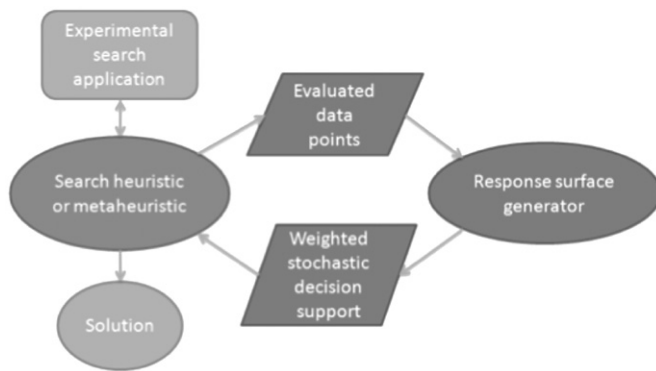 Experimental
search
application
Evaluated
data
points
Search heuristic
or metaheuristic
Response surface
generator
Weighted
stochastic
decision
support
Solution